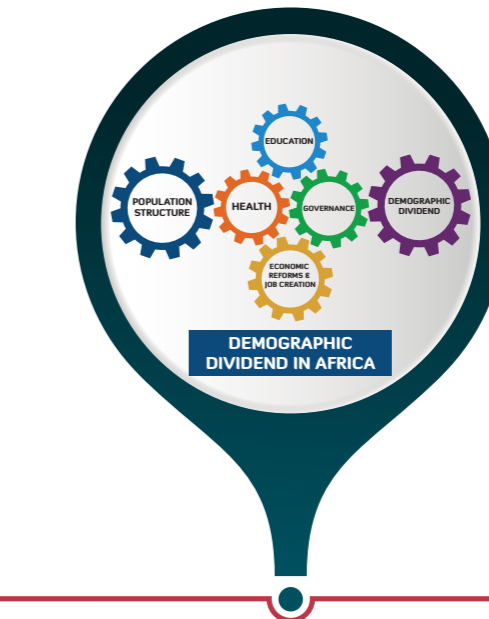 EDUCATION
POPULATION
STRUCTURE
HEALTH
GOVERNANCE
DEMOGRAPHIC
DIVIDEND
ECONOMIC
REFORMS E
JOB CREATION
DEMOGRAPHIC
DIVIDEND IN AFRICA